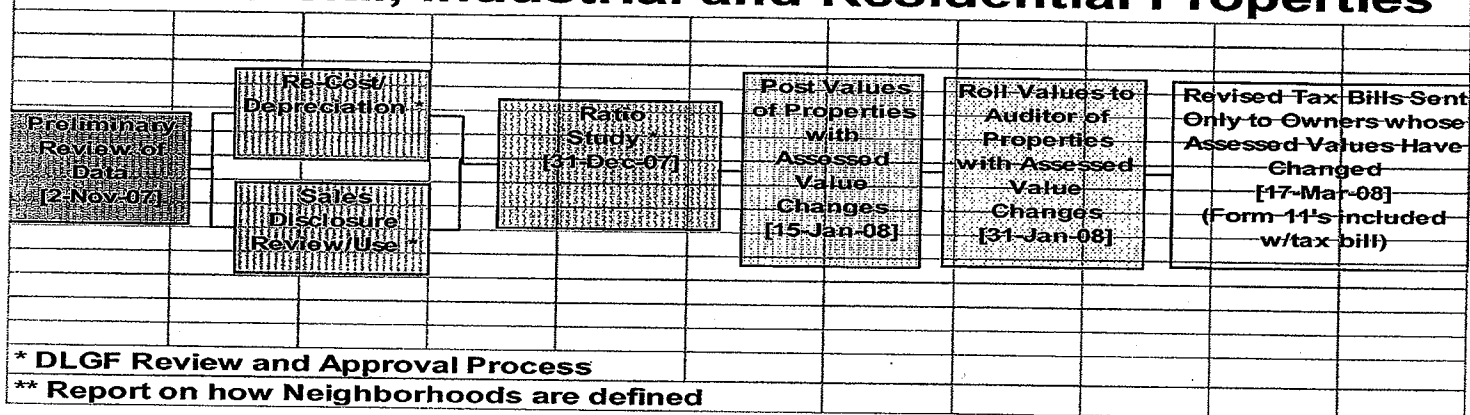 Industrial and Residential Properties
Preliminary
Review of
Data
[2-Nov-07]
Re-Cost/
Depreciation *
Sales
Disclosure
Review/Use *
Ratio
Study *
[31-Dec-07]
Post Values
of Properties
with
Assessed
Value
Changes
[15-Jan-08]
Roll Values to
Auditor of
Properties
with Assessed
Value
Changes
[31-Jan-08]
Revised Tax Bills Sent
Only to Owners whose
Assessed Values Have
Changed
[17-Mar-08]
(Form 11's included
w/tax bill)
* DLGF Review and Approval Process
** Report on how Neighborhoods are defined